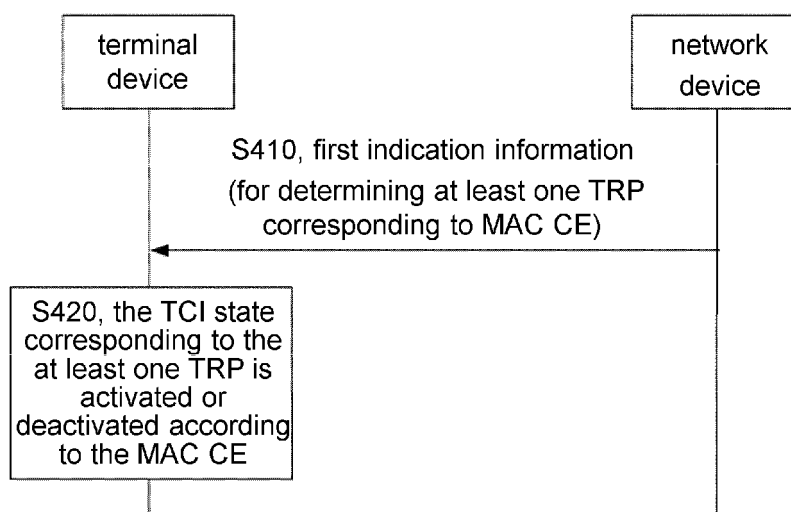 terminal
device
network
device
S410, first indication information
(for determining at least one TRP
corresponding to MAC CE)
S420, the TCI state
corresponding to the
at least one TRP is
activated or
deactivated according
to the MAC CE